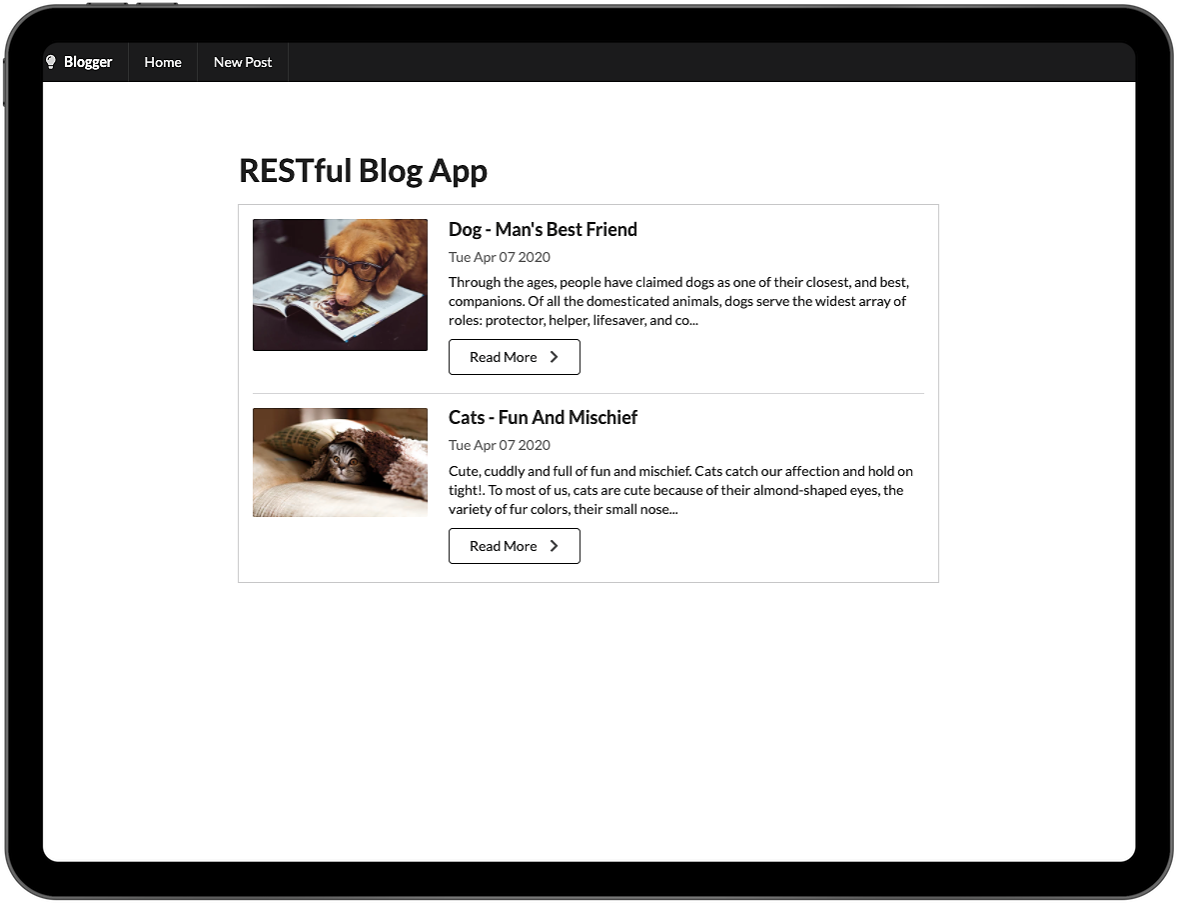 Blogger
Home
New Post
RESTful Blog App
Dog - Man's Best Friend
Tue Apr 07 2020
Through the ages, people have claimed dogs as one of their closest, and best,
companions. Of all the domesticated animals, dogs serve the widest array of
roles: protector, helper, lifesaver, and co...
Read More
Cats - Fun And Mischief
Tue Apr 07 2020
Cute, cuddly and full of fun and mischief. Cats catch our affection and hold on
tight!. To most of us, cats are cute because of their almond-shaped eyes, the
variety of fur colors, their small nose...
Read More